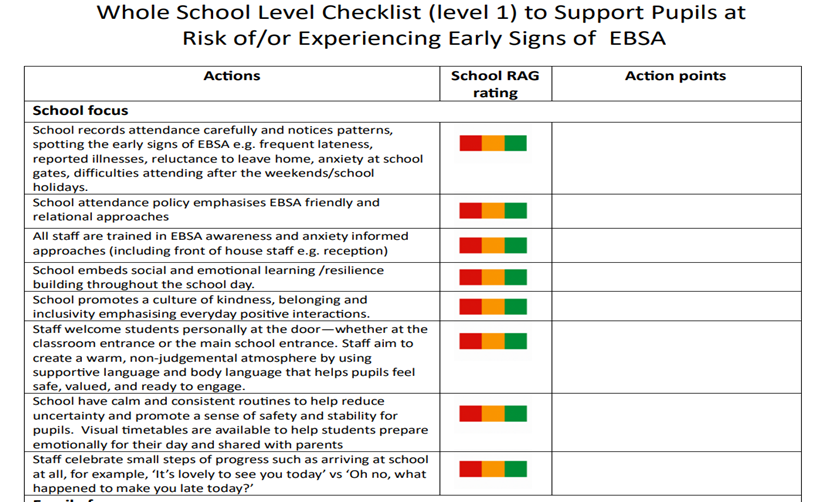 Whole School Level Checklist (level 1) to Support Pupils at
Risk of/or Experiencing Early Signs of EBSA
Actions
School RAG
rating
Action points
School focus
School records attendance carefully and notices patterns,
spotting the early signs of EBSA e.g. frequent lateness,
reported illnesses, reluctance to leave home, anxiety at school
gates, difficulties attending after the weekends/school
holidays.
School attendance policy emphasises EBSA friendly and
relational approaches
All staff are trained in EBSA awareness and anxiety informed
approaches (including front of house staff e.g. reception)
School embeds social and emotional learning /resilience
building throughout the school day.
School promotes a culture of kindness, belonging and
inclusivity emphasising everyday positive interactions.
Staff welcome students personally at the door—whether at the
classroom entrance or the main school entrance. Staff aim to
create a warm, non-judgemental atmosphere by using
supportive language and body language that helps pupils feel
safe, valued, and ready to engage.
School have calm and consistent routines to help reduce
uncertainty and promote a sense of safety and stability for
pupils. Visual timetables are available to help students prepare
emotionally for their day and shared with parents
Staff celebrate small steps of progress such as arriving at school
at all, for example, ‘It’s lovely to see you today’ vs ‘Oh no, what
happened to make you late today?’